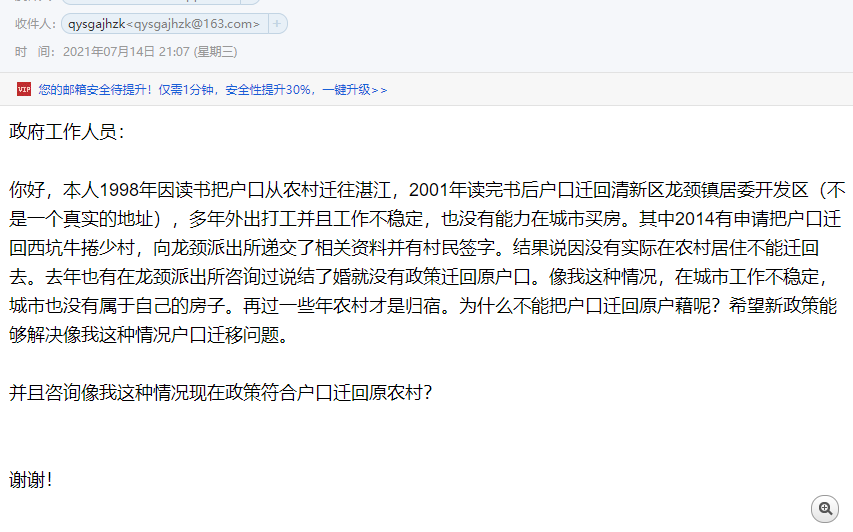 收件人： qysgajhzk<qysgajhzk@163.com> +
时 间： 2021年07月14日 21:07 (星期三)
VIP 您的邮箱安全待提升！仅需1分钟，安全性提升30%，一键升级>>
政府工作人员：
你好，本人1998年因读书把户口从农村迁往湛江，2001年读完书后户口迁回清新区龙颈镇居委开发区（不
是一个真实的地址），多年外出打工并且工作不稳定，也没有能力在城市买房。其中2014有申请把户口迁
回西坑牛捲少村，向龙颈派出所递交了相关资料并有村民签字。结果说因没有实际在农村居住不能迁回
去。去年也有在龙颈派出所咨询过说结了婚就没有政策迁回原户口。像我这种情况，在城市工作不稳定，
城市也没有属于自己的房子。再过一些年农村才是归宿。为什么不能把户口迁回原户藉呢？希望新政策能
够解决像我这种情况户口迁移问题。
并且咨询像我这种情况现在政策符合户口迁回原农村？
谢谢！